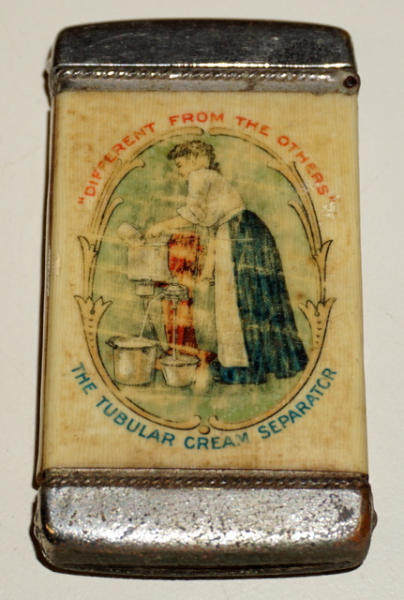 "DIFFERENT FROM THE OTHERS"
THE TUBULAR CREAM SEPARATOR